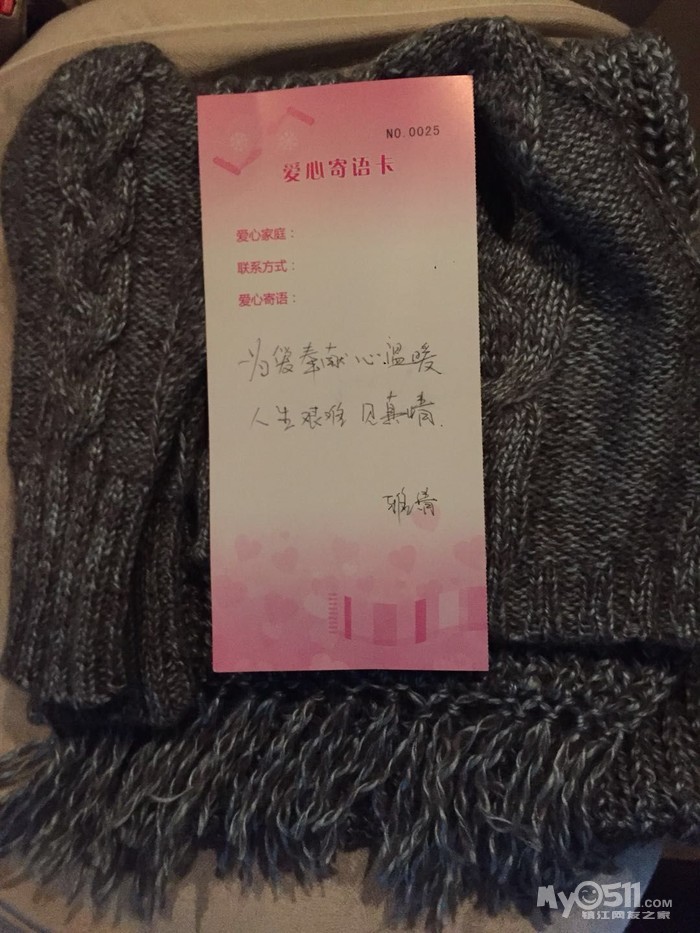 NO.0025
爱心寄语卡
爱心家庭：
联系方式：
爱心寄语：
为爱奉献心温暖
人生艰难见真情.
雅倩
My0511.com
镇江网友之家